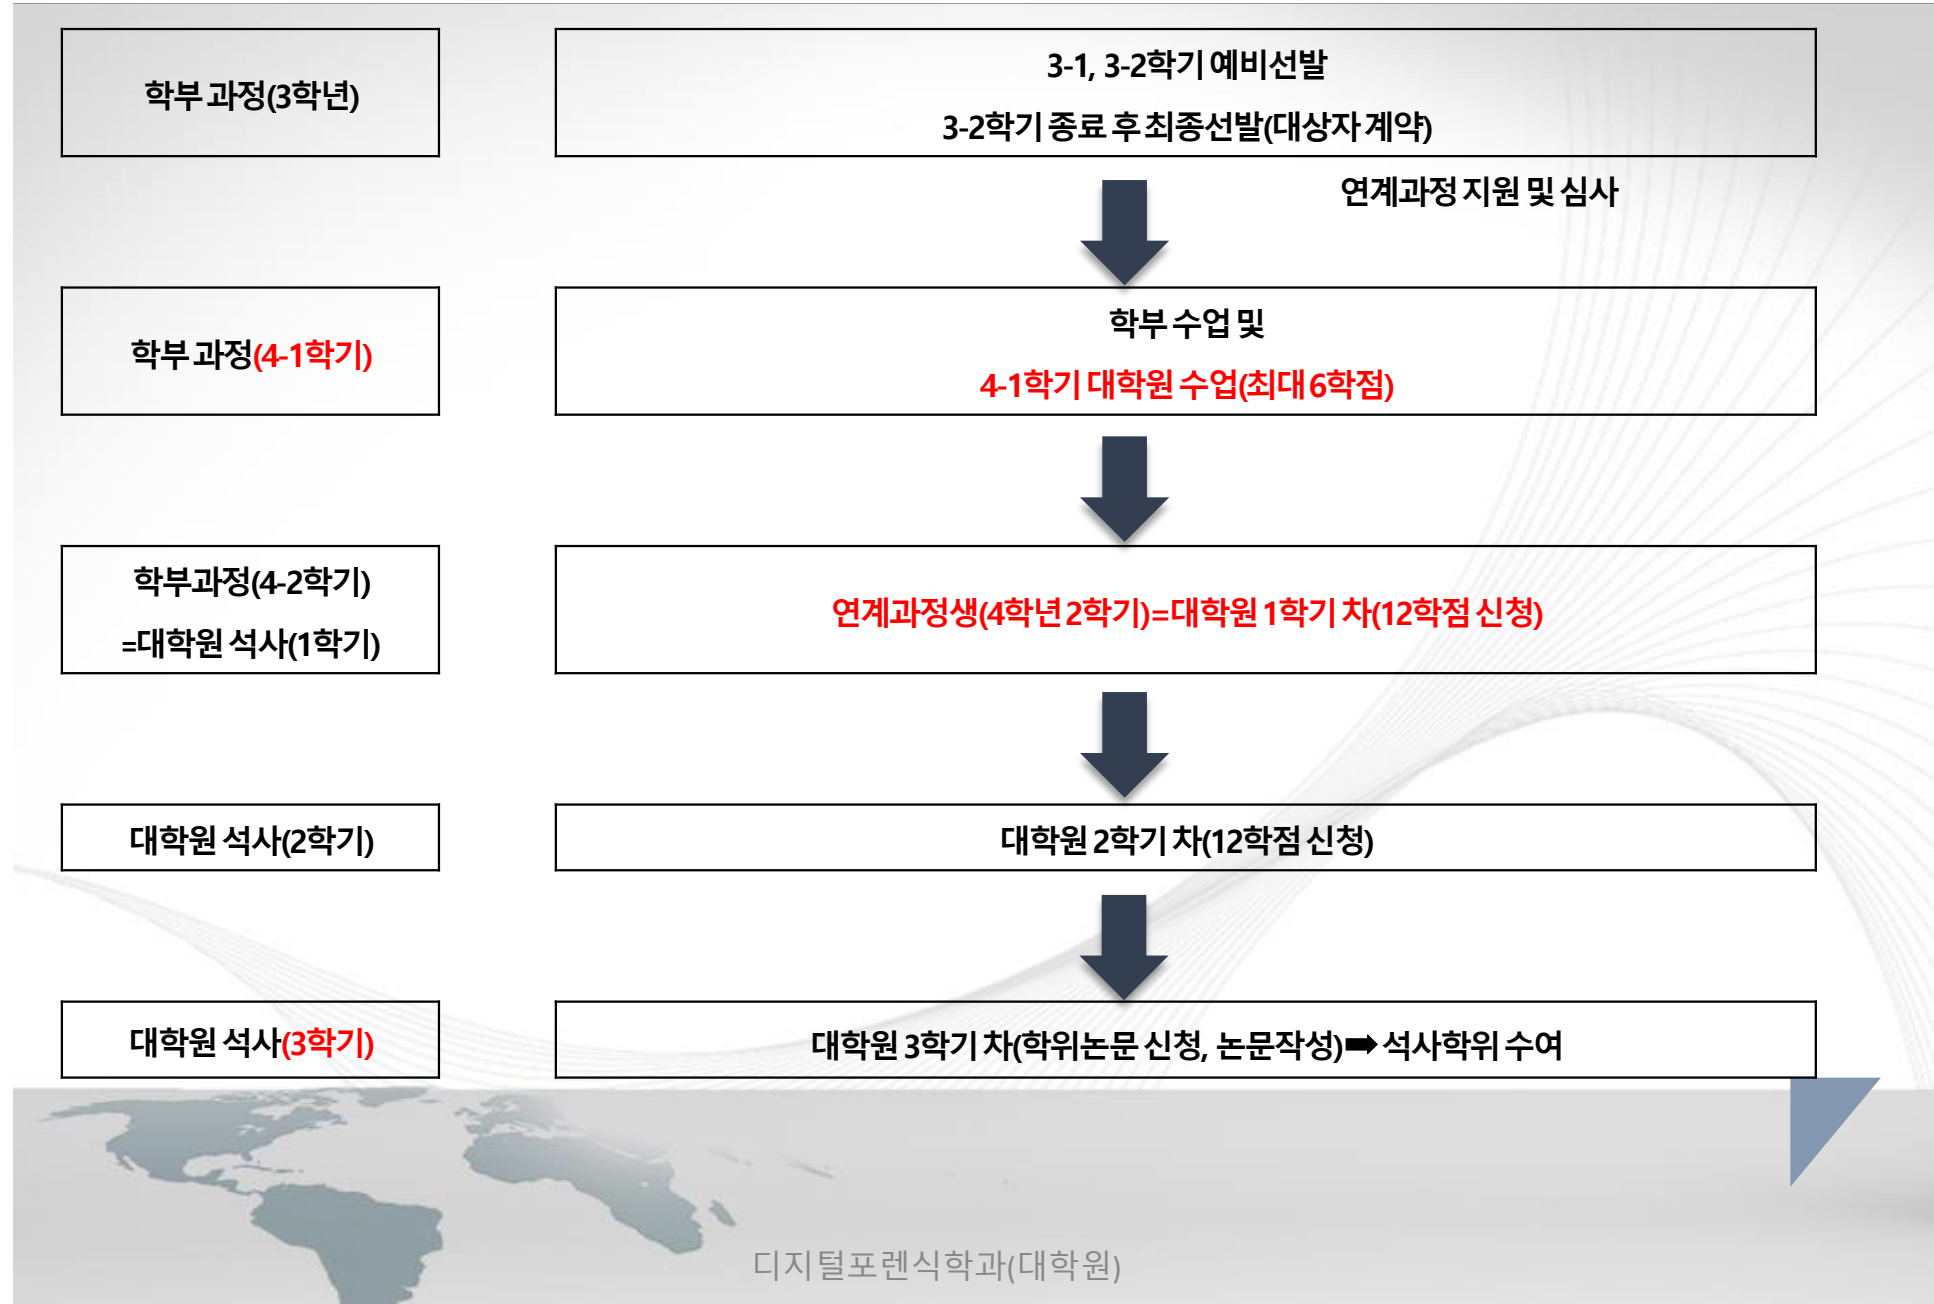 학부 과정(3학년)
3-1, 3-2학기 예비선발
3-2학기 종료 후 최종선발(대상자 계약)
연계과정 지원 및 심사
학부 과정(4-1학기)
학부 수업 및
4-1학기 대학원 수업(최대 6학점)
학부과정(4-2학기)
=대학원 석사(1학기)
연계과정생(4학년 2학기)=대학원 1학기 차(12학점 신청)
대학원 석사(2학기)
대학원 2학기 차(12학점 신청)
대학원 석사(3학기)
대학원 3학기 차(학위논문 신청, 논문작성)➡ 석사학위 수여
디지털포렌식학과(대학원)